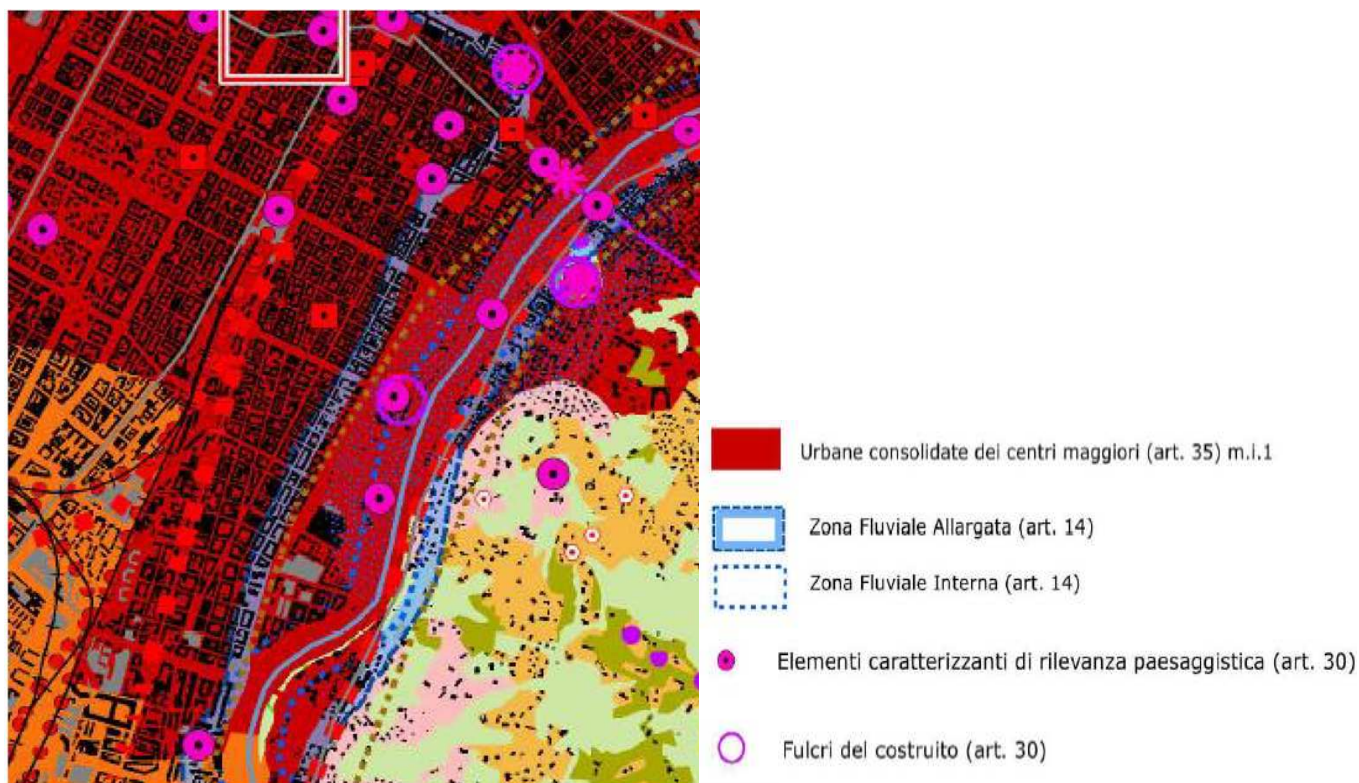 Urbane consolidate dei centri maggiori (art. 35) m.i.1
Zona Fluviale Allargata (art. 14)
Zona Fluviale Interna (art. 14)
Elementi caratterizzanti di rilevanza paesaggistica (art. 30)
Fulcri del costruito (art. 30)